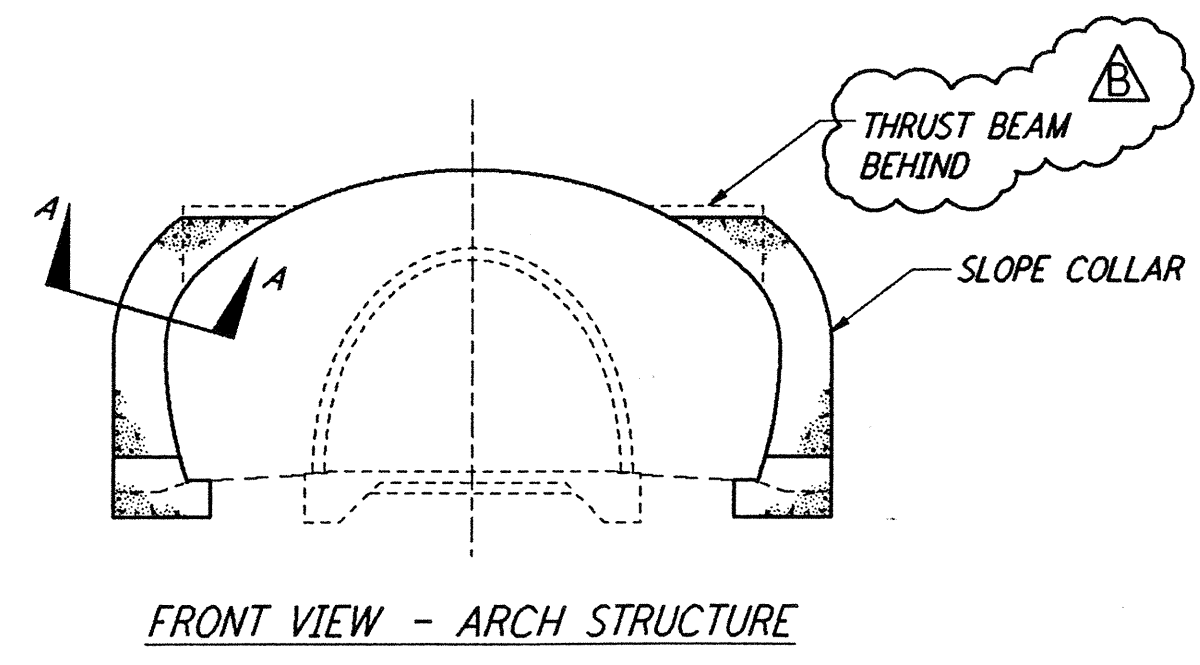 B
THRUST BEAM
BEHIND
A
A
SLOPE COLLAR
FRONT VIEW - ARCH STRUCTURE